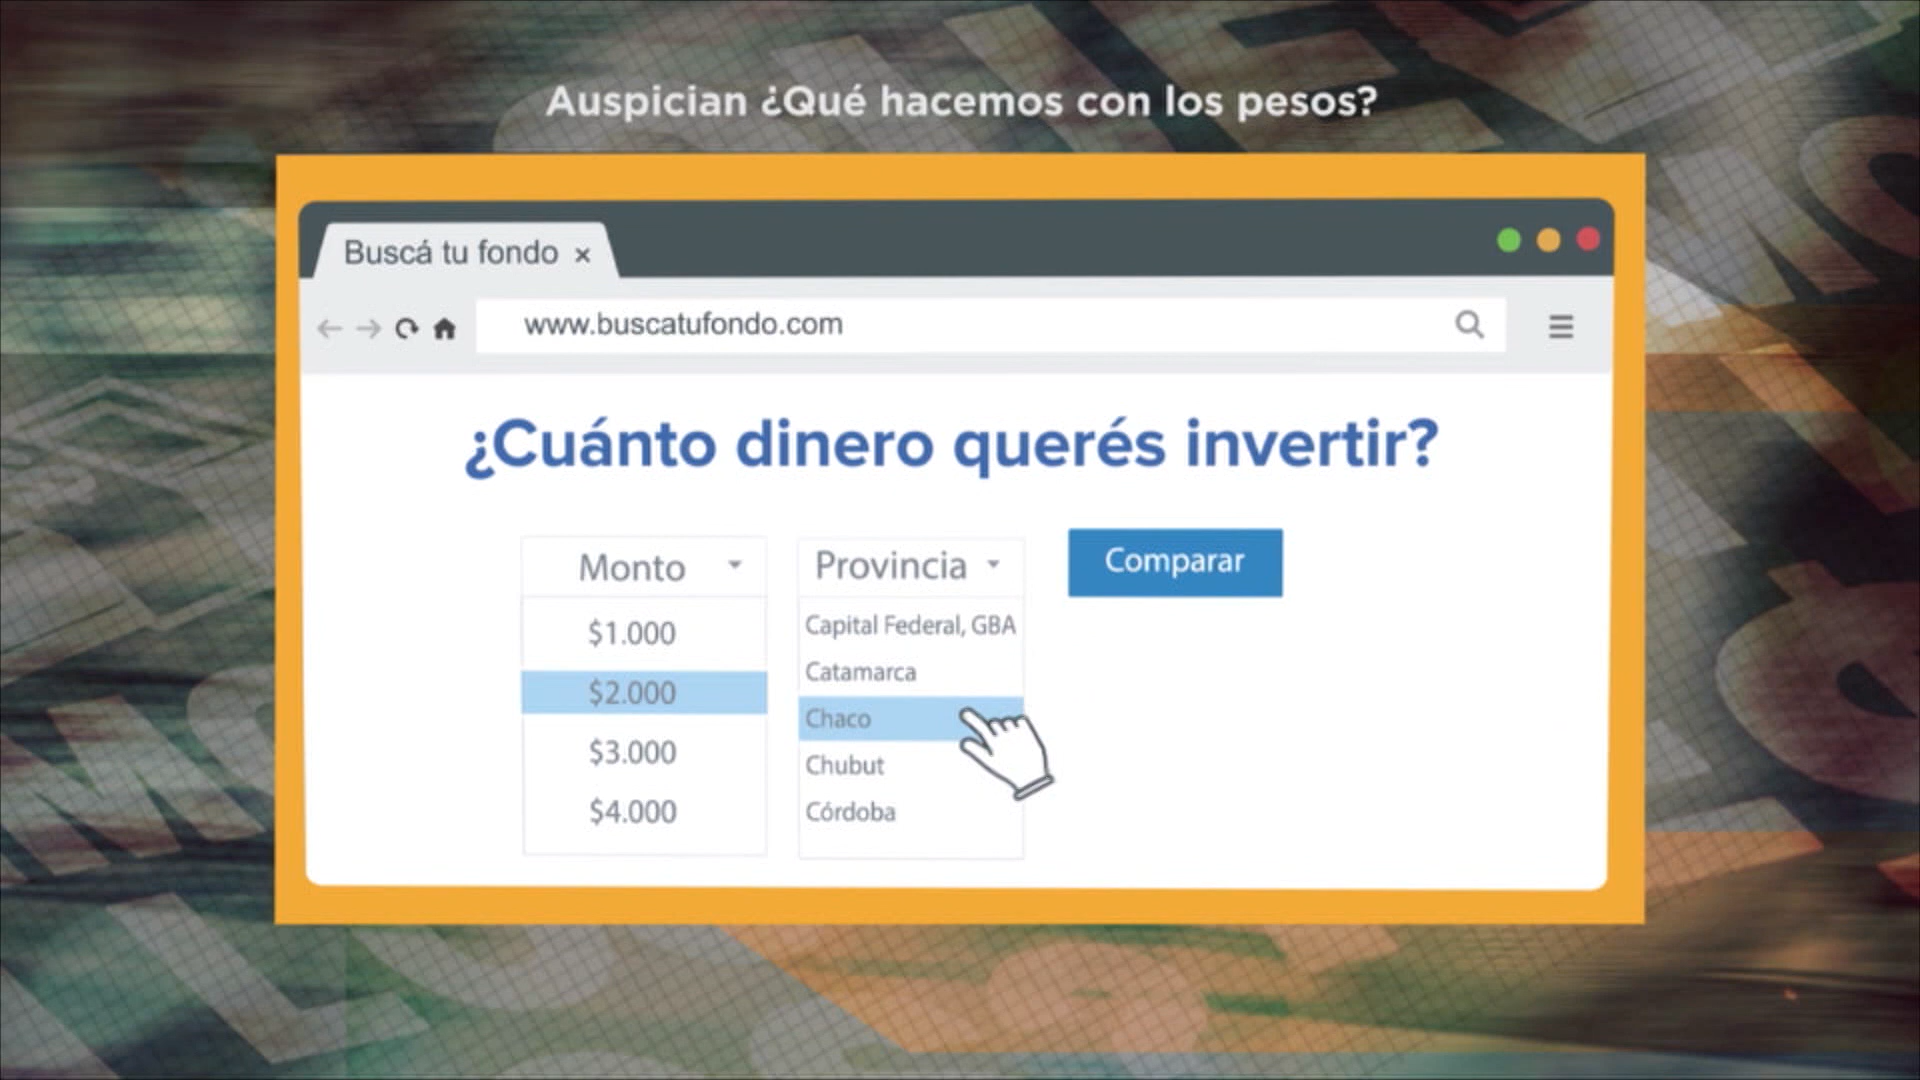 Auspician ¿Qué hacemos con los pesos?
Buscá tu fondo ×
www.buscatufondo.com
¿Cuánto dinero querés invertir?
Monto
$1.000
$2.000
$3.000
$4.000
Provincia
Capital Federal, GBA
Catamarca
Chaco
Chubut
Córdoba
Comparar